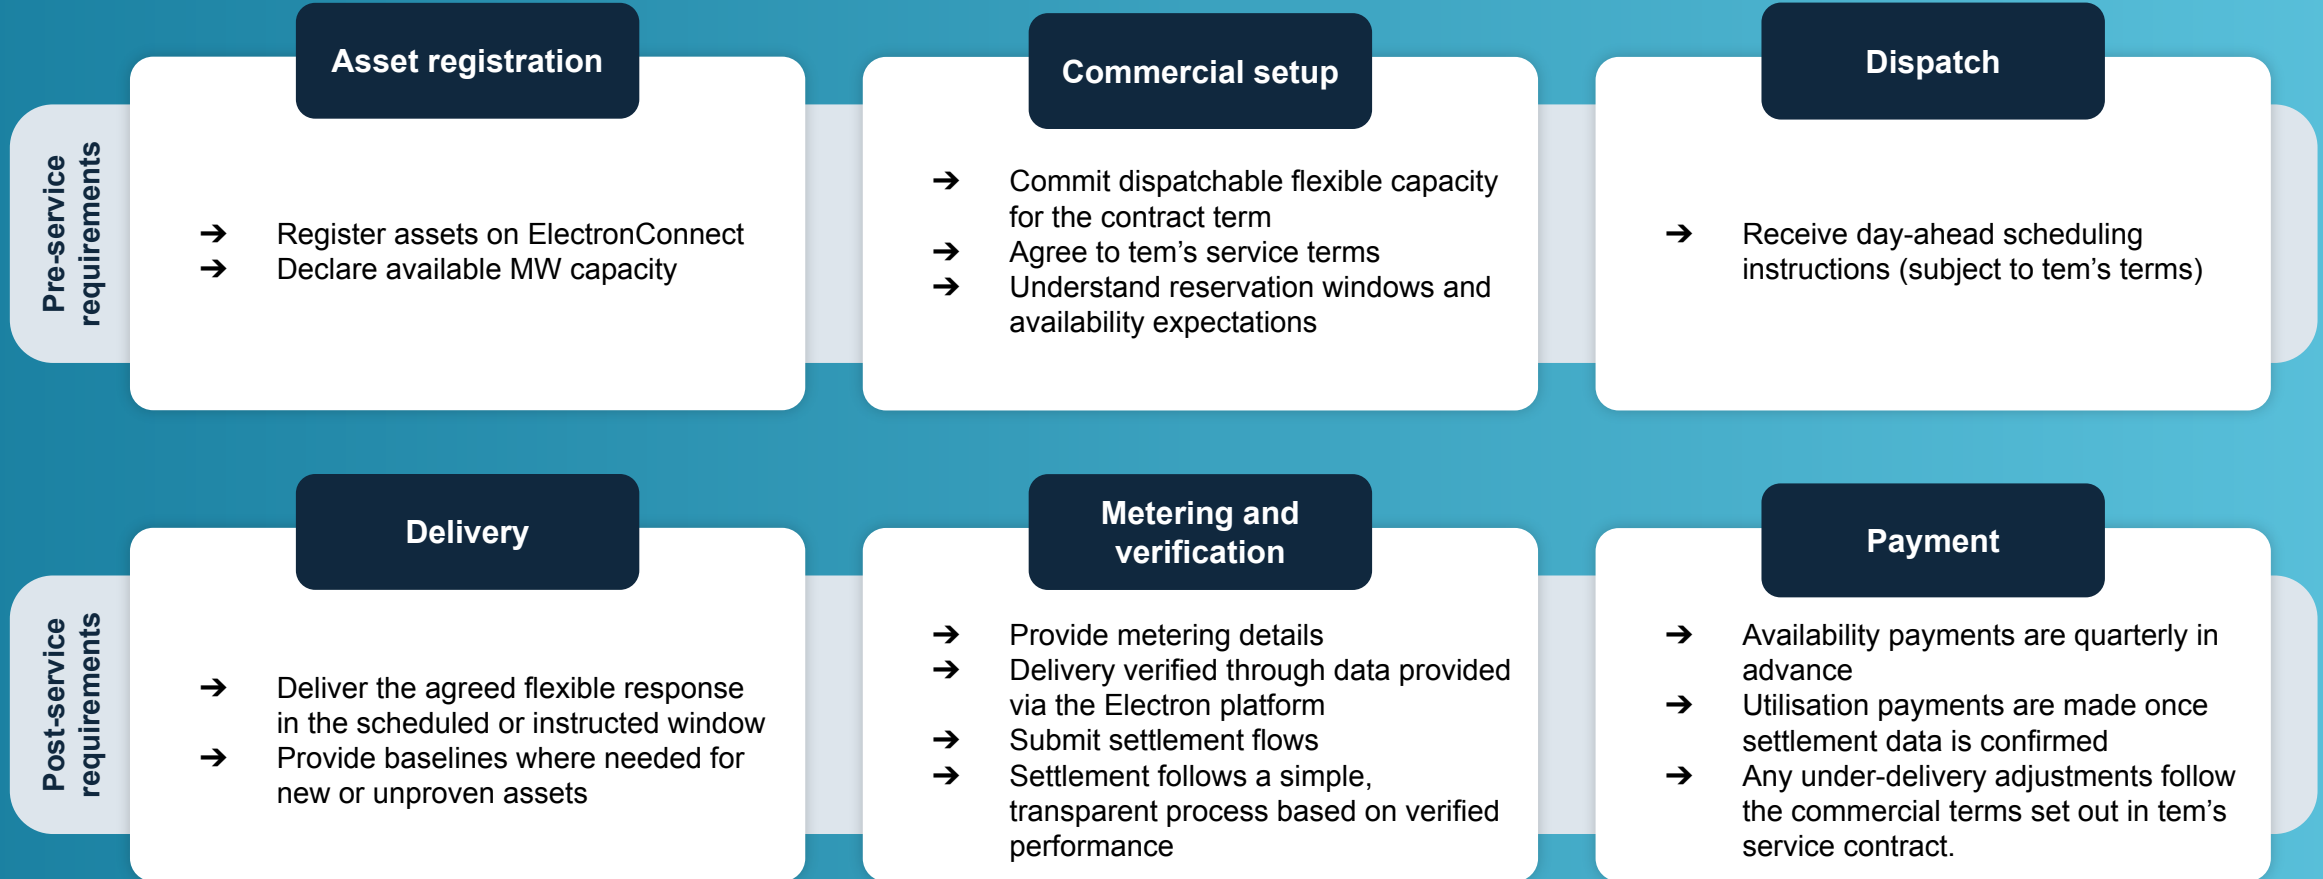 Pre-service
requirements
Asset registration
➔ Register assets on ElectronConnect
➔ Declare available MW capacity
Commercial setup
➔ Commit dispatchable flexible capacity
for the contract term
➔ Agree to tem's service terms
➔ Understand reservation windows and
availability expectations
Dispatch
➔ Receive day-ahead scheduling
instructions (subject to tem's terms)
Post-service
requirements
Delivery
➔ Deliver the agreed flexible response
in the scheduled or instructed window
➔ Provide baselines where needed for
new or unproven assets
Metering and
verification
➔ Provide metering details
➔ Delivery verified through data provided
via the Electron platform
➔ Submit settlement flows
➔ Settlement follows a simple,
transparent process based on verified
performance
Payment
➔ Availability payments are quarterly in
advance
➔ Utilisation payments are made once
settlement data is confirmed
➔ Any under-delivery adjustments follow
the commercial terms set out in tem's
service contract.